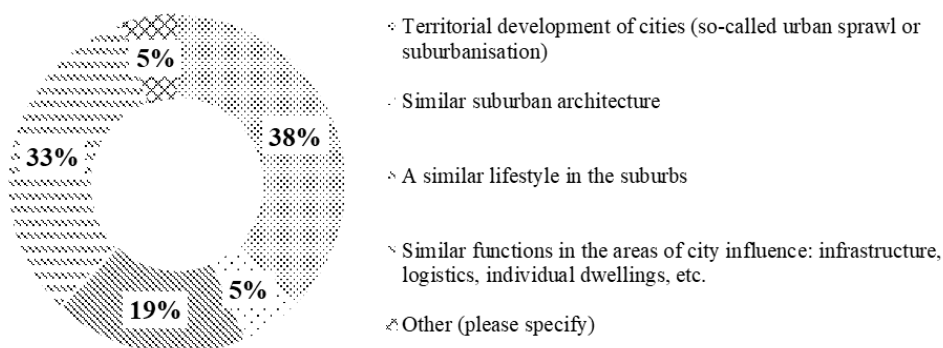 5%
38%
33%
5%
19%
Territorial development of cities (so-called urban sprawl or
suburbanisation)
Similar suburban architecture
A similar lifestyle in the suburbs
Similar functions in the areas of city influence: infrastructure,
logistics, individual dwellings, etc.
Other (please specify)